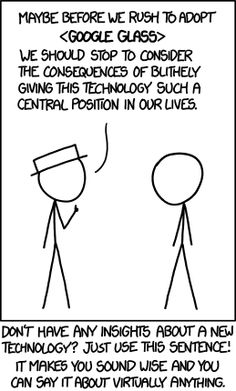 MAYBE BEFORE WE RUSH TO ADOPT
<GOOGLE GLASS>
WE SHOULD STOP TO CONSIDER
THE CONSEQUENCES OF BLITHELY
GIVING THIS TECHNOLOGY SUCH A
CENTRAL POSITION IN OUR LIVES.
DON'T HAVE ANY INSIGHTS ABOUT A NEW
TECHNOLOGY? JUST USE THIS SENTENCE!
IT MAKES YOU SOUND WISE AND YOU
CAN SAY IT ABOUT VIRTUALLY ANYTHING.